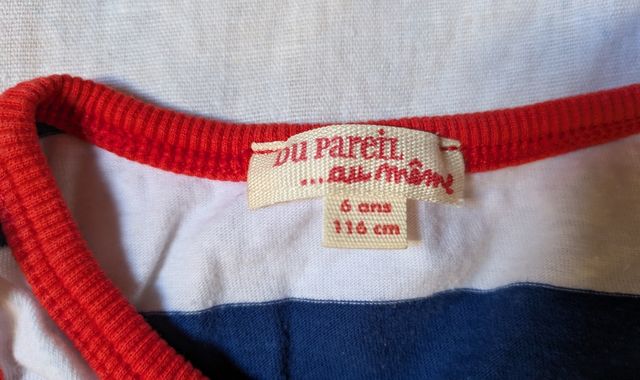 Du Pareil
...au même
6 ans
116 cm